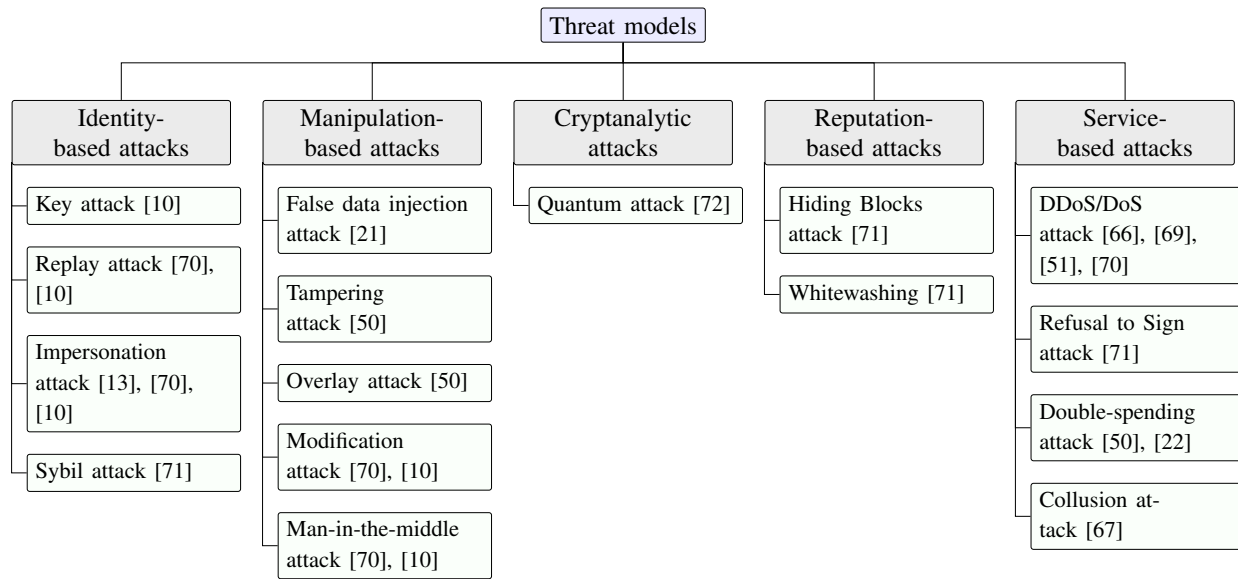 Threat models
Identity-
based attacks
Key attack [10]
Replay attack [70],
[10]
Impersonation
attack [13], [70],
[10]
Sybil attack [71]
Manipulation-
based attacks
False data injection
attack [21]
Tampering
attack [50]
Overlay attack [50]
Modification
attack [70], [10]
Man-in-the-middle
attack [70], [10]
Cryptanalytic
attacks
Quantum attack [72]
Reputation-
based attacks
Hiding Blocks
attack [71]
Whitewashing [71]
Service-
based attacks
DDoS/DoS
attack [66], [69],
[51], [70]
Refusal to Sign
attack [71]
Double-spending
attack [50], [22]
Collusion at-
tack [67]